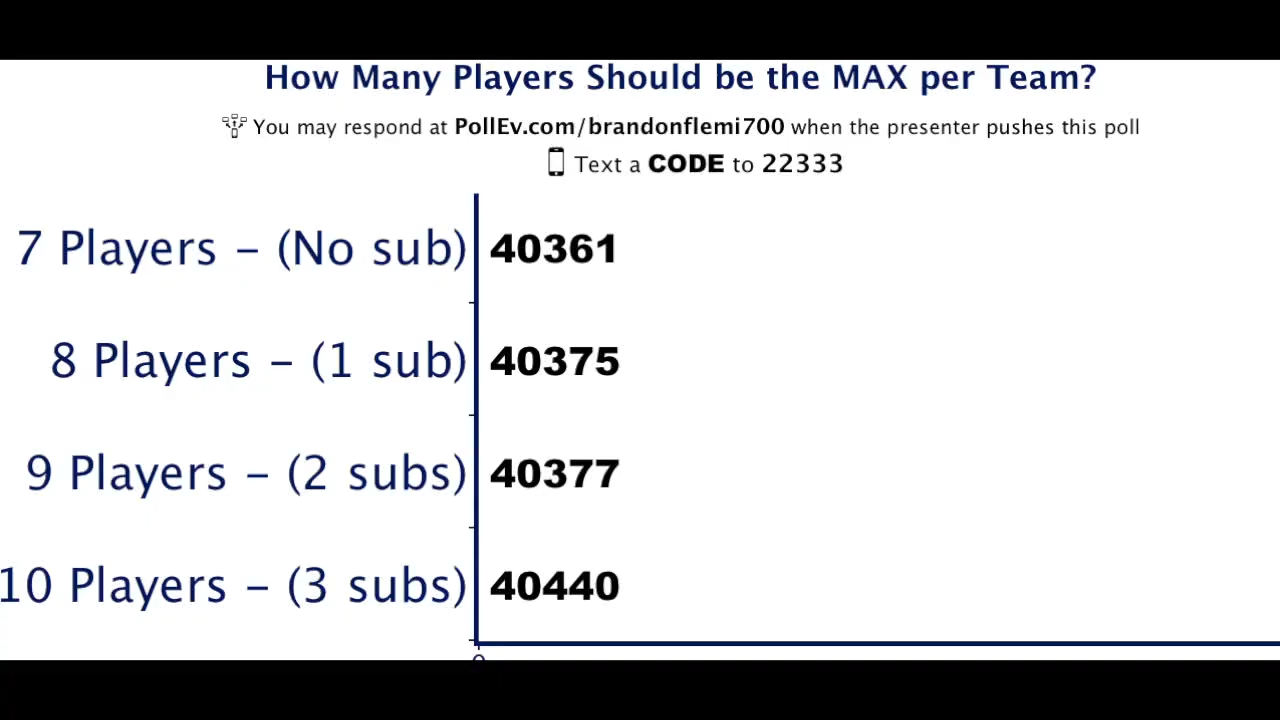 How Many Players Should be the MAX per Team?
You may respond at PollEv.com/brandonflemi700 when the presenter pushes this poll
Text a CODE to 22333
7 Players – (No sub) 40361
8 Players – (1 sub) 40375
9 Players – (2 subs) 40377
10 Players – (3 subs) 40440
0